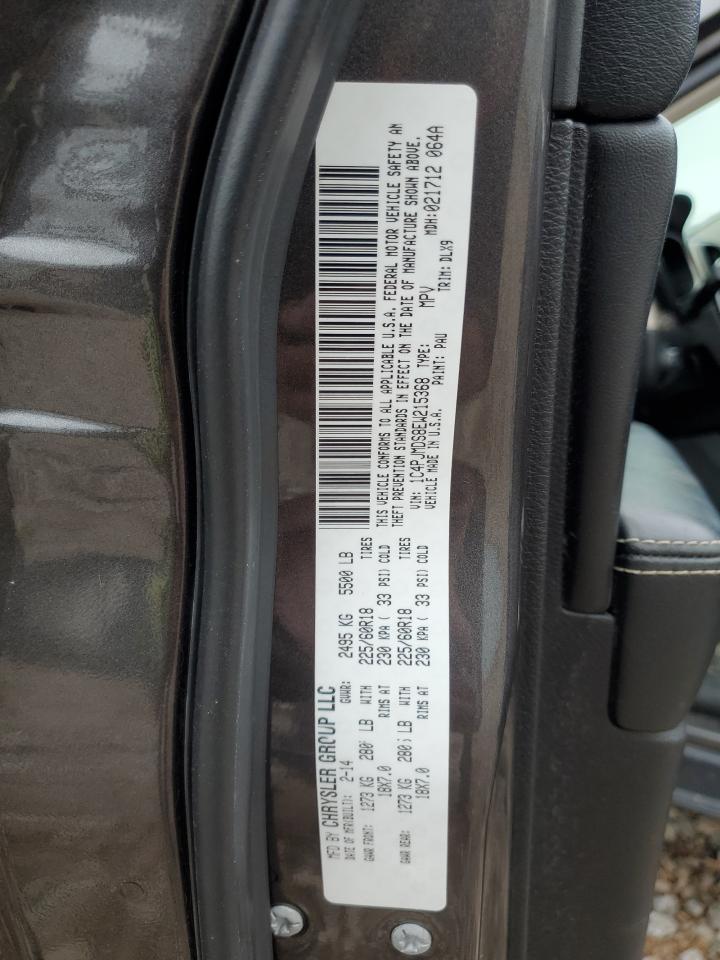 MFD BY CHRYSLER GROUP LLC
DATE OF MFR(BUILT): 2-14 GVWR: 2495 KG 5500 LB
GAWR FRONT: 1273 KG LB WITH 225/60R18 TIRES
18X7.0 RIMS AT 230 KPA ( 33 PSI) COLD
GAWR REAR: 1273 KG LB WITH 225/60R18 TIRES
18X7.0 RIMS AT 230 KPA ( 33 PSI) COLD
THIS VEHICLE CONFORMS TO ALL APPLICABLE U.S.A. FEDERAL MOTOR VEHICLE SAFETY AN
THEFT PREVENTION STANDARDS IN EFFECT ON THE DATE OF MANUFACTURE SHOWN ABOVE.
VIN: 1C4PJMDS8EW215368 TYPE: MPV MDH:021712 064A
VEHICLE MADE IN U.S.A. PAINT: PAU TRIM: DLX9